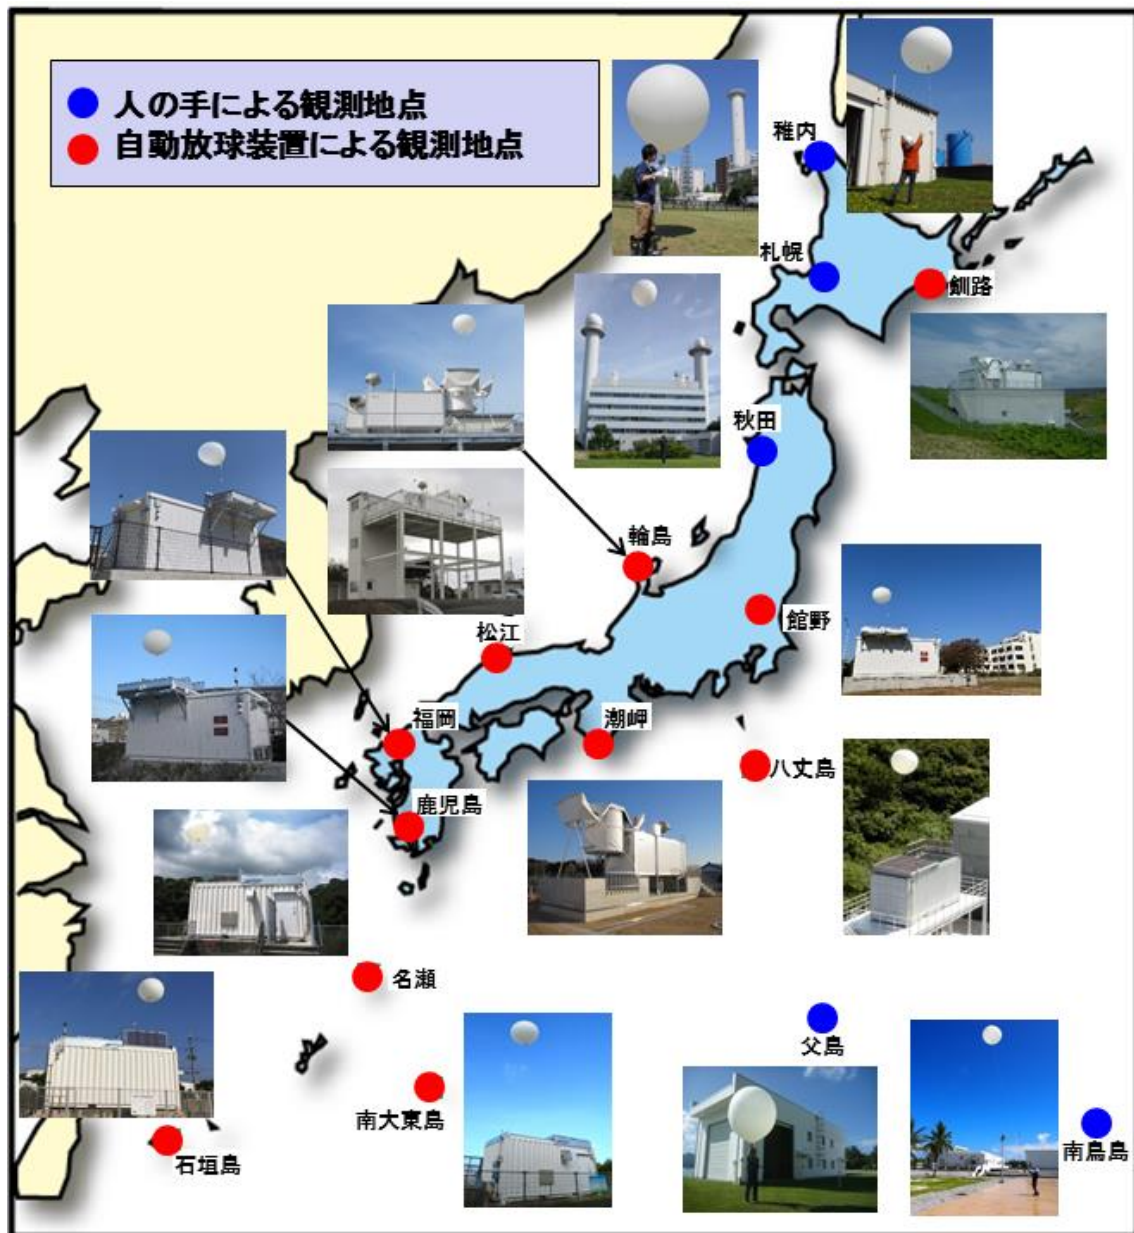 人の手による観測地点
自動放球装置による観測地点
稚内
札幌
釧路
秋田
輪島
館野
松江
福岡
潮岬
八丈島
鹿児島
名瀬
父島
南大東島
南鳥島
石垣島